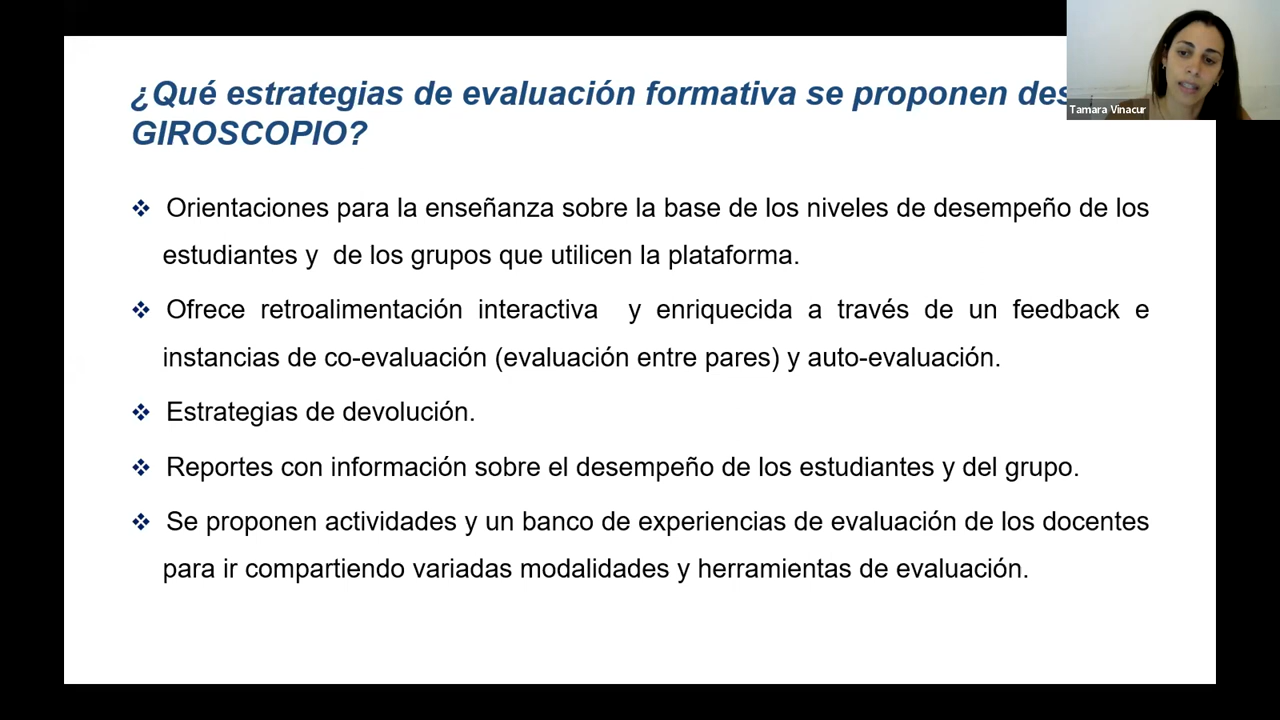 ¿Qué estrategias de evaluación formativa se proponen des
GIROSCOPIO?
Tamara Vinacur
❖ Orientaciones para la enseñanza sobre la base de los niveles de desempeño de los
estudiantes y de los grupos que utilicen la plataforma.
❖ Ofrece retroalimentación interactiva y enriquecida a través de un feedback e
instancias de co-evaluación (evaluación entre pares) y auto-evaluación.
❖ Estrategias de devolución.
❖ Reportes con información sobre el desempeño de los estudiantes y del grupo.
❖ Se proponen actividades y un banco de experiencias de evaluación de los docentes
para ir compartiendo variadas modalidades y herramientas de evaluación.